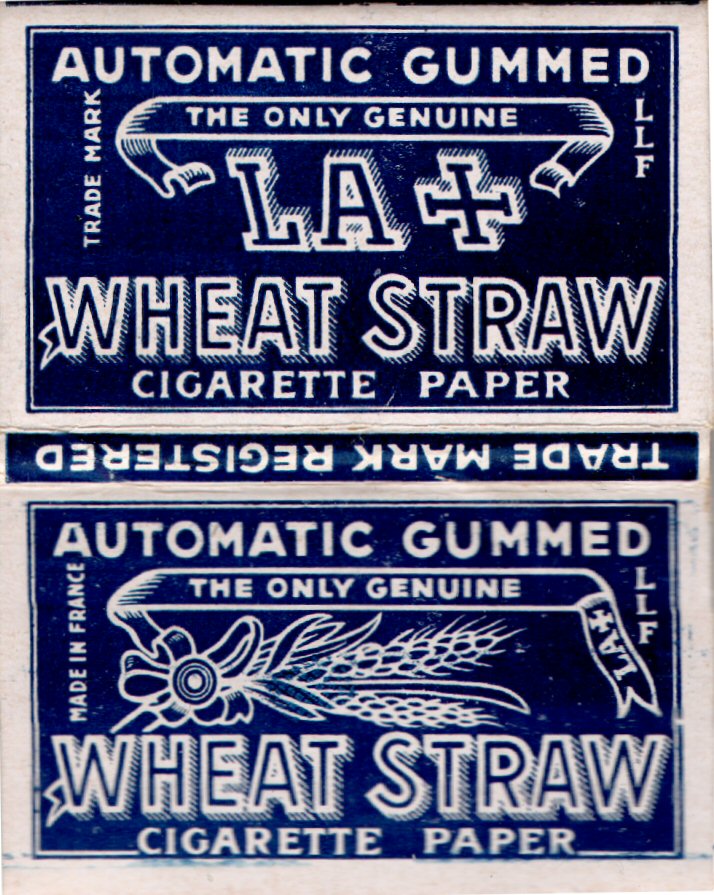 AUTOMATIC GUMMED
TRADE MARK
THE ONLY GENUINE
LLF
LA+
WHEAT STRAW
CIGARETTE PAPER
TRADE MARK REGISTERED
AUTOMATIC GUMMED
MADE IN FRANCE
THE ONLY GENUINE
LLF
LA+
WHEAT STRAW
CIGARETTE PAPER